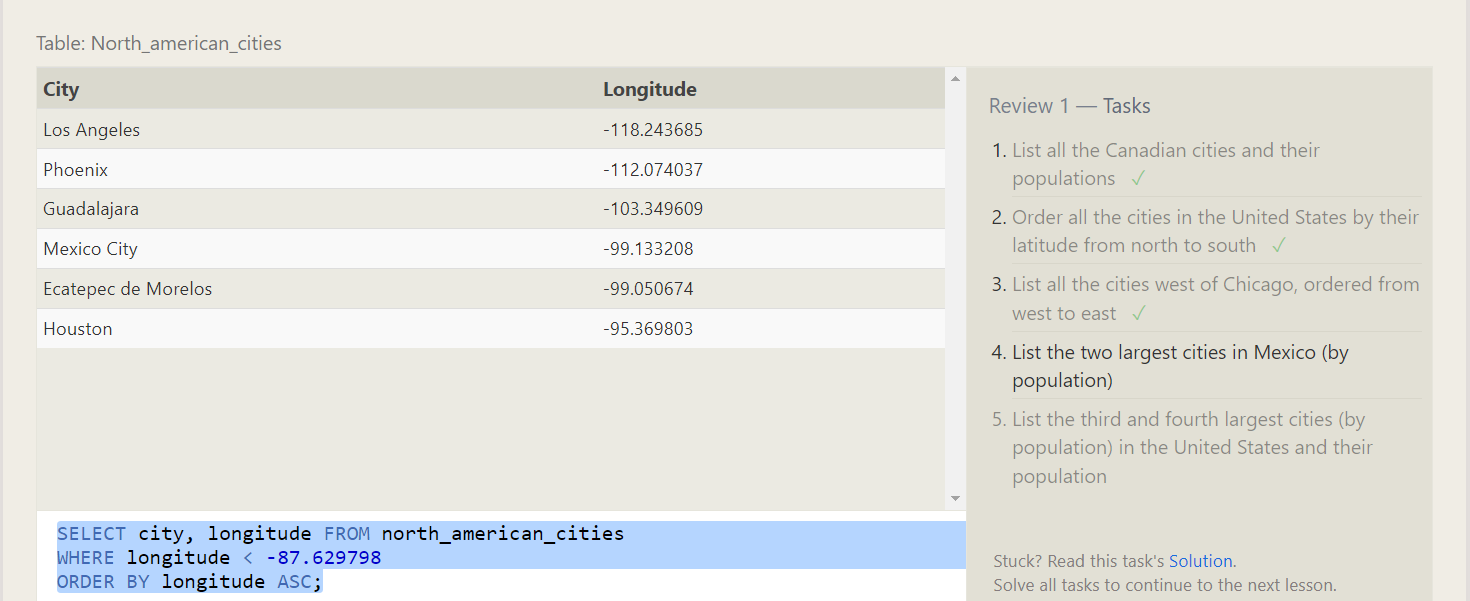 Table: North_american_cities
City Longitude
Los Angeles -118.243685
Phoenix -112.074037
Guadalajara -103.349609
Mexico City -99.133208
Ecatepec de Morelos -99.050674
Houston -95.369803
SELECT city, longitude FROM north_american_cities
WHERE longitude < -87.629798
ORDER BY longitude ASC;
Review 1 — Tasks
1. List all the Canadian cities and their
populations ✓
2. Order all the cities in the United States by their
latitude from north to south ✓
3. List all the cities west of Chicago, ordered from
west to east ✓
4. List the two largest cities in Mexico (by
population)
5. List the third and fourth largest cities (by
population) in the United States and their
population
Stuck? Read this task's Solution.
Solve all tasks to continue to the next lesson.